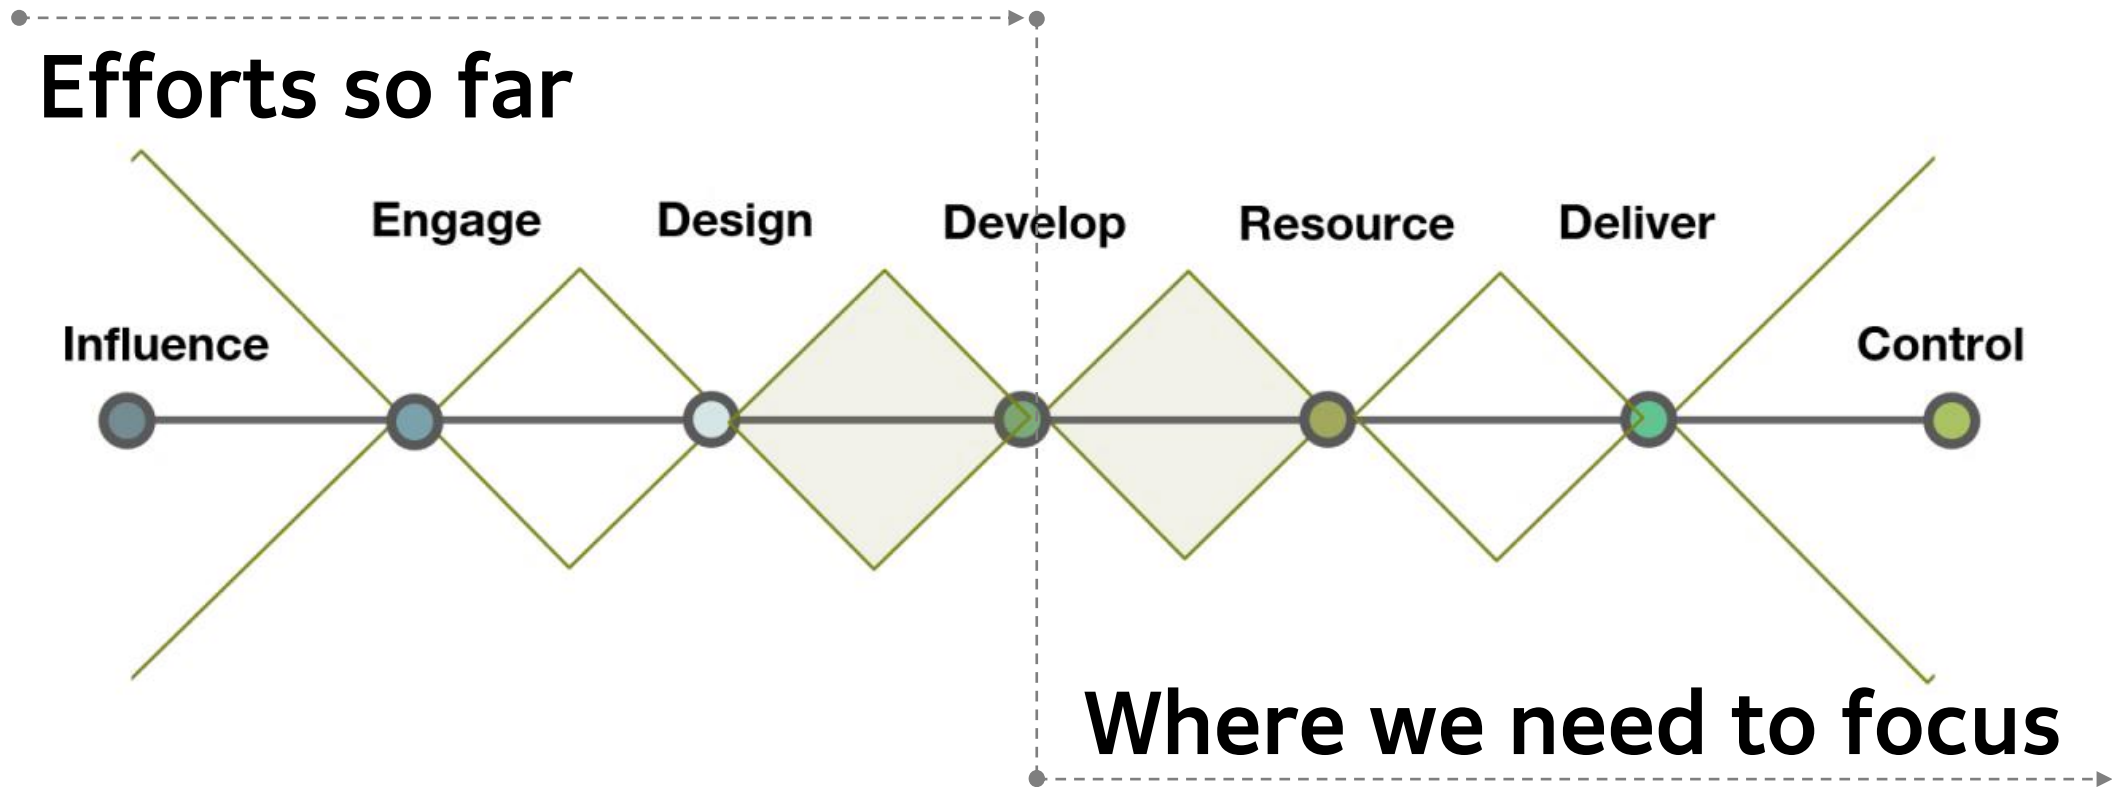 Efforts so far
Engage
Design
Develop
Resource
Deliver
Influence
Control
Where we need to focus